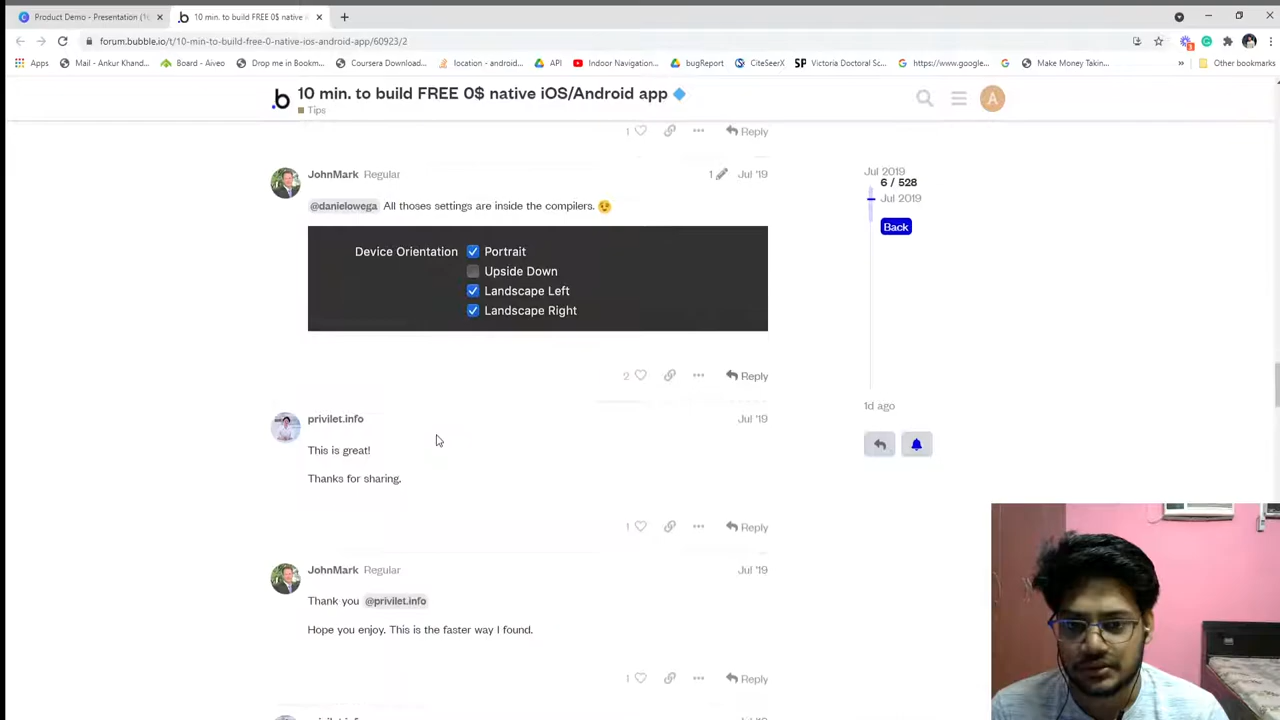 Product Demo - Presentation (1
10 min. to build FREE 0$ native i
forum.bubble.io/t/10-min-to-build-free-0-native-ios-android-app/60923/2
Apps
Mail - Ankur Khand...
Board - Aiveo
Drop me in Bookm...
Coursera Download...
location - android...
API
Indoor Navigation...
bugReport
CiteSeerX
SP Victoria Doctoral Sc...
https://www.google...
Make Money Takin...
»
Other bookmarks
10 min. to build FREE 0$ native iOS/Android app
Tips
A
1
Reply
JohnMark Regular
1
Jul '19
@danielowega All thoses settings are inside the compilers.
Device Orientation
Portrait
Upside Down
Landscape Left
Landscape Right
2
Reply
privilet.info
Jul '19
This is great!
Thanks for sharing,
1
Reply
JohnMark Regular
Jul '19
Thank you @privilet.info
Hope you enjoy. This is the faster way I found.
1
Reply
Jul 2019
6 / 528
Jul 2019
Back
1d ago